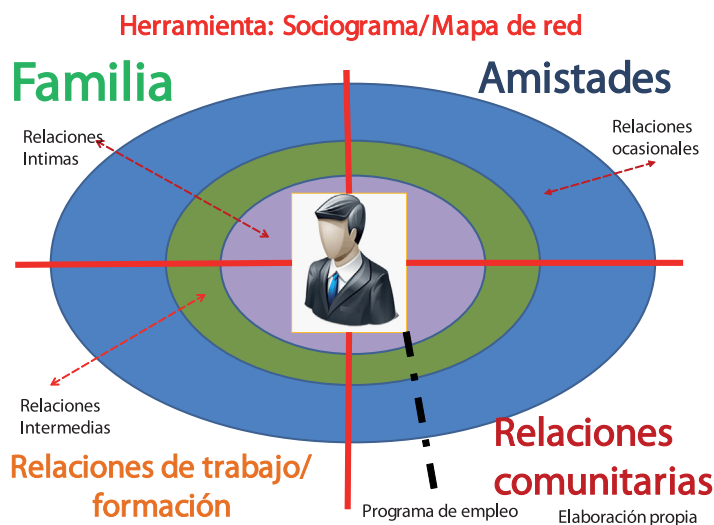 Herramienta: Sociograma/Mapa de red
Familia
Amistades
Relaciones
Intimas
Relaciones
ocasionales
Relaciones
Intermedias
Relaciones de trabajo/
formación
Relaciones
comunitarias
Programa de empleo
Elaboración propia